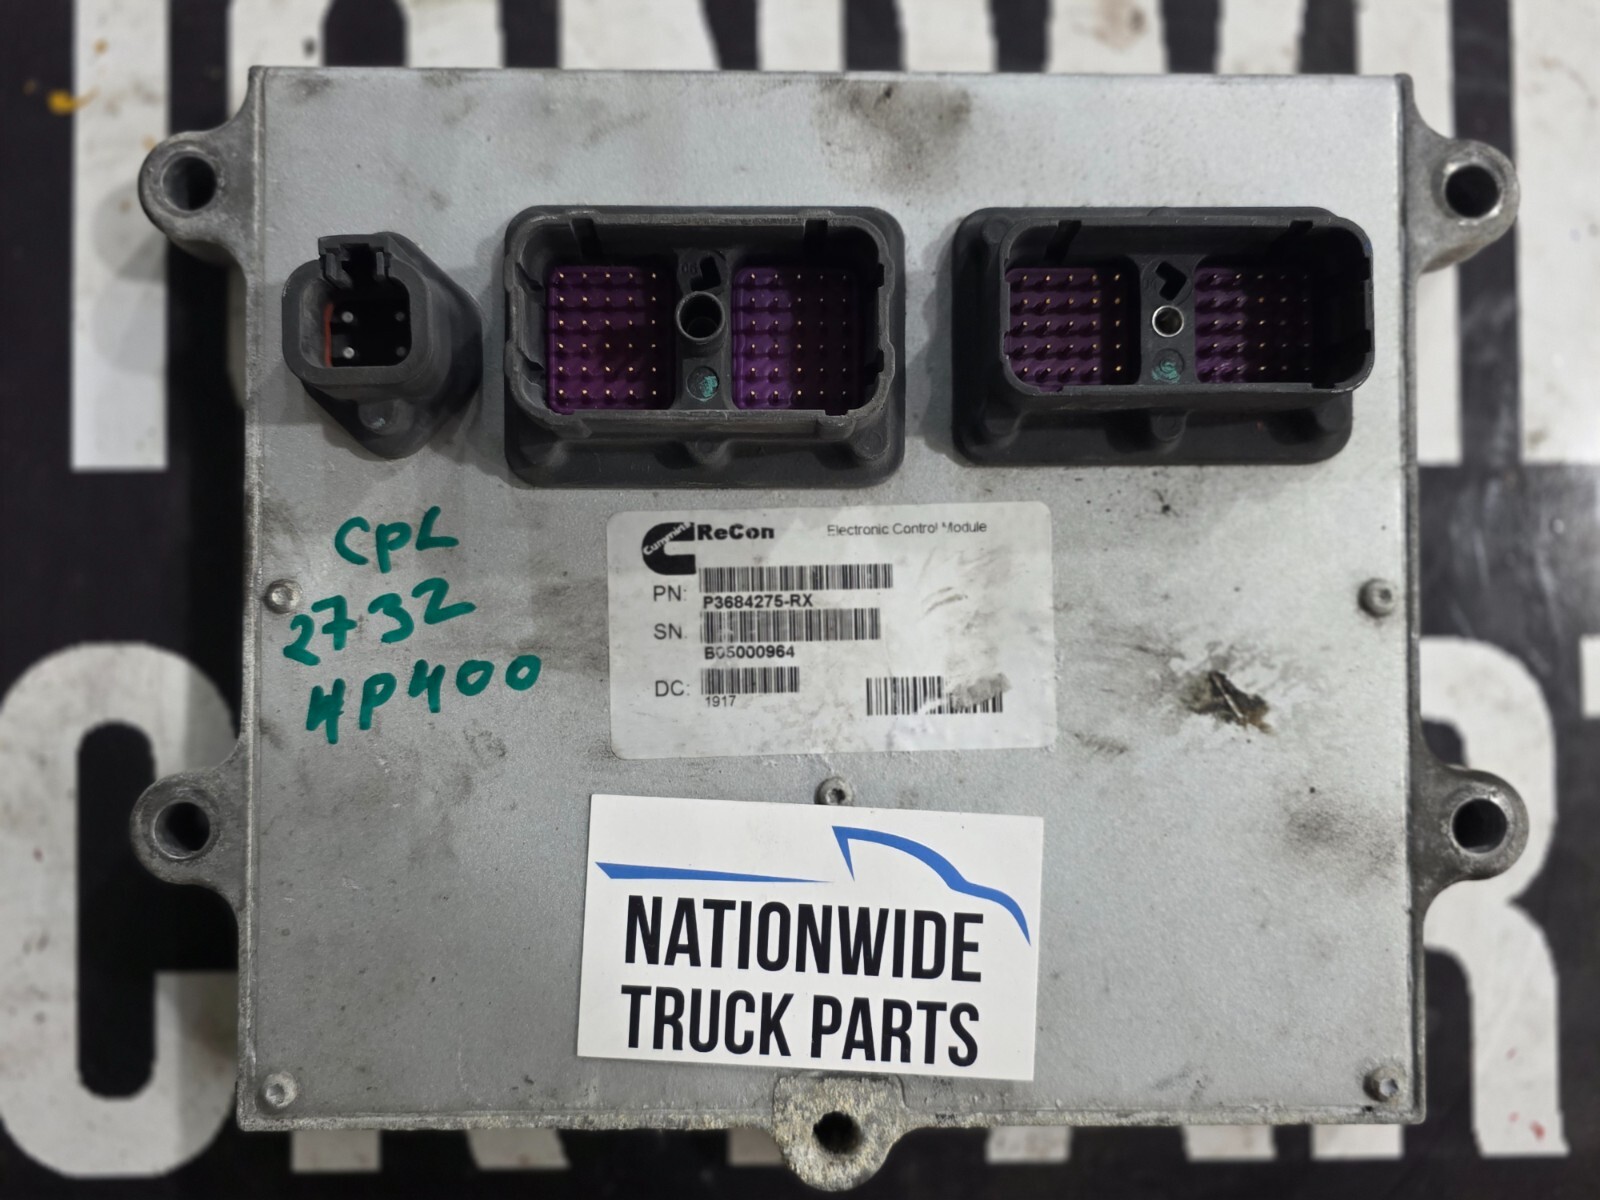 CPL
2732
HP400
Cummins
ReCon Electronic Control Module
PN: P3684275-RX
SN. B05000964
DC: 1917
NATIONWIDE
TRUCK PARTS